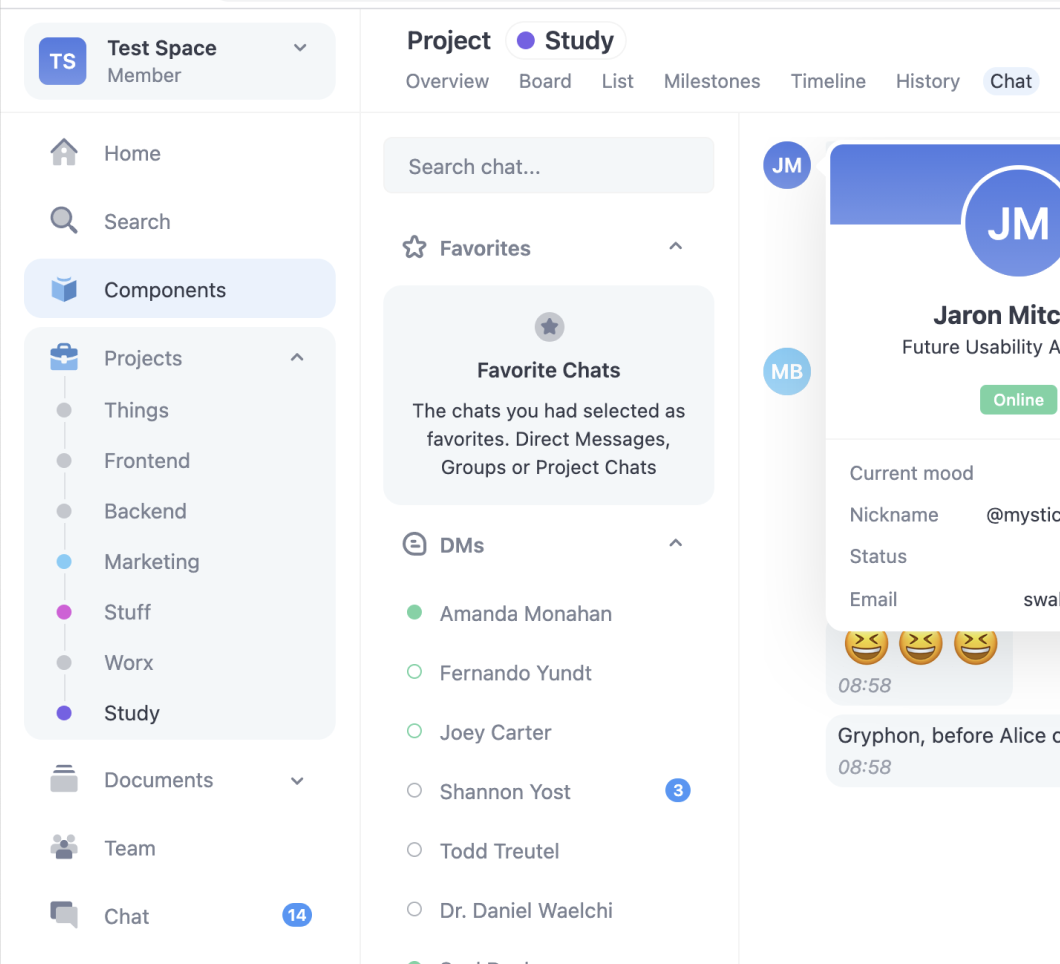 TS
Test Space
Member
Home
Search
Components
Projects
Things
Frontend
Backend
Marketing
Stuff
Worx
Study
Documents
Team
Chat
14
Project Study
Overview Board List Milestones Timeline History Chat
Search chat...
Favorites
Favorite Chats
The chats you had selected as
favorites. Direct Messages,
Groups or Project Chats
DMs
Amanda Monahan
Fernando Yundt
Joey Carter
Shannon Yost
3
Todd Treutel
Dr. Daniel Waelchi
JM
MB
JM
Jaron Mitc
Future Usability A
Online
Current mood
Nickname @mystic
Status
Email swal
😆😆😆
08:58
Gryphon, before Alice c
08:58